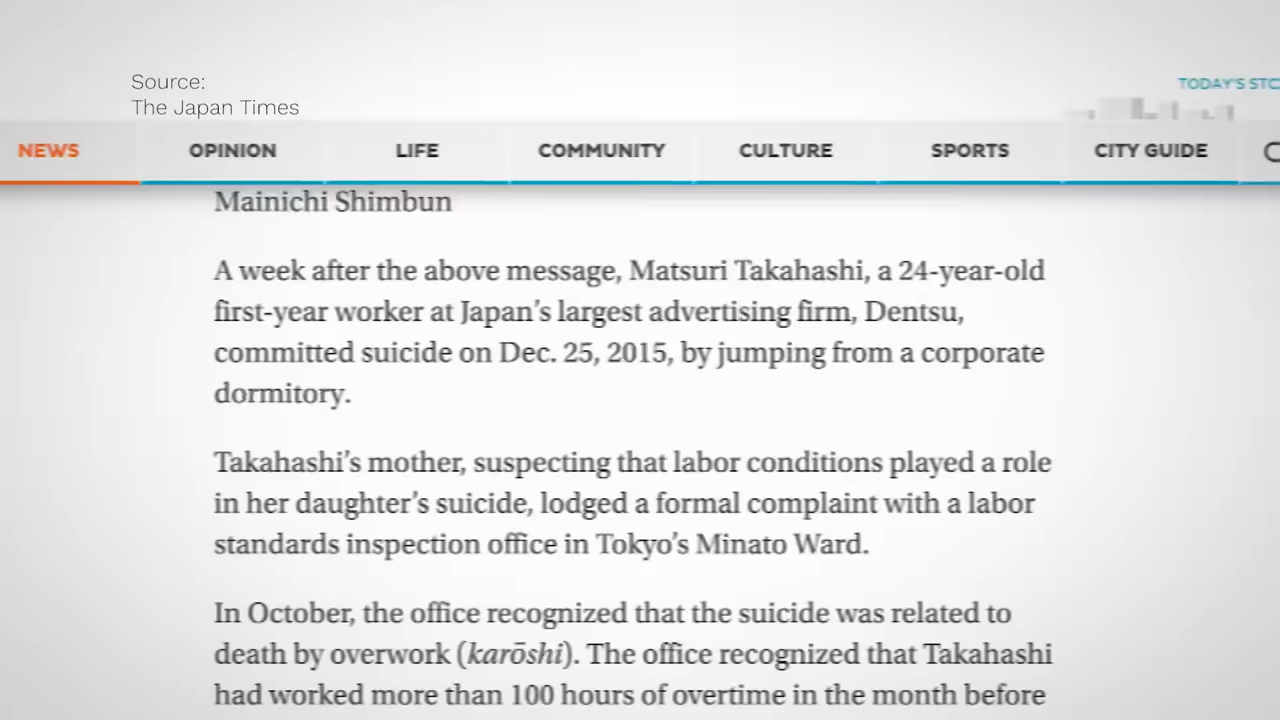 Source:
The Japan Times
TODAY'S
NEWS OPINION LIFE COMMUNITY CULTURE SPORTS CITY GUIDE
Mainichi Shimbun
A week after the above message, Matsuri Takahashi, a 24-year-old
first-year worker at Japan’s largest advertising firm, Dentsu,
committed suicide on Dec. 25, 2015, by jumping from a corporate
dormitory.
Takahashi’s mother, suspecting that labor conditions played a role
in her daughter’s suicide, lodged a formal complaint with a labor
standards inspection office in Tokyo’s Minato Ward.
In October, the office recognized that the suicide was related to
death by overwork (karōshi). The office recognized that Takahashi
had worked more than 100 hours of overtime in the month before